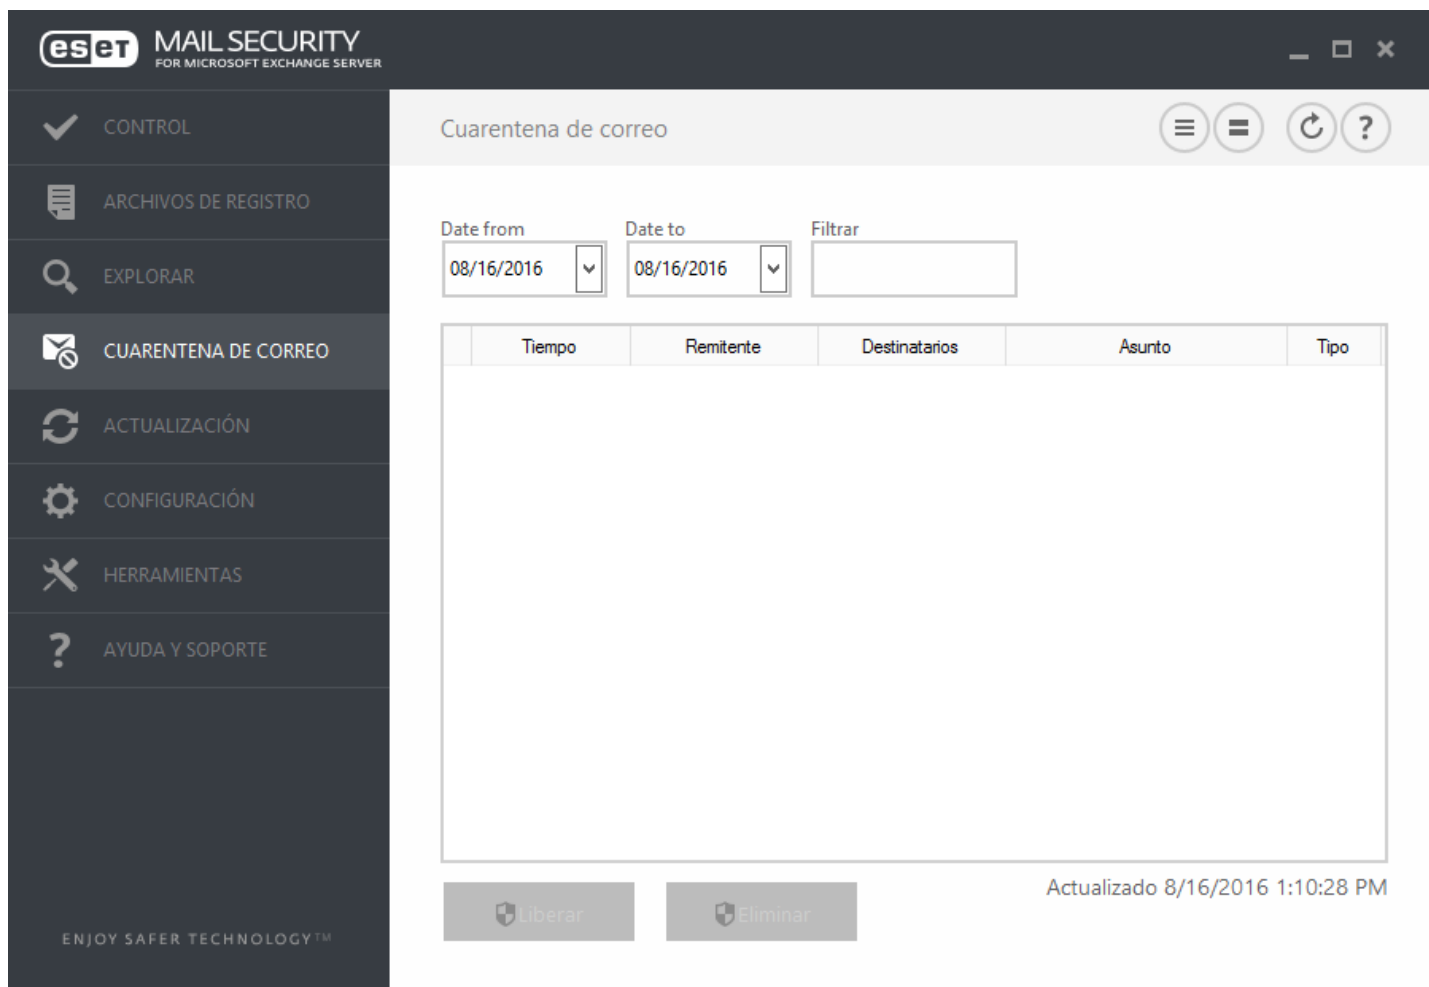 eset MAIL SECURITY
FOR MICROSOFT EXCHANGE SERVER
CONTROL
ARCHIVOS DE REGISTRO
EXPLORAR
CUARENTENA DE CORREO
ACTUALIZACIÓN
CONFIGURACIÓN
HERRAMIENTAS
AYUDA Y SOPORTE
ENJOY SAFER TECHNOLOGY™
Cuarentena de correo
Date from Date to Filtrar
08/16/2016 08/16/2016
Tiempo Remitente Destinatarios Asunto Tipo
Liberar Eliminar
Actualizado 8/16/2016 1:10:28 PM